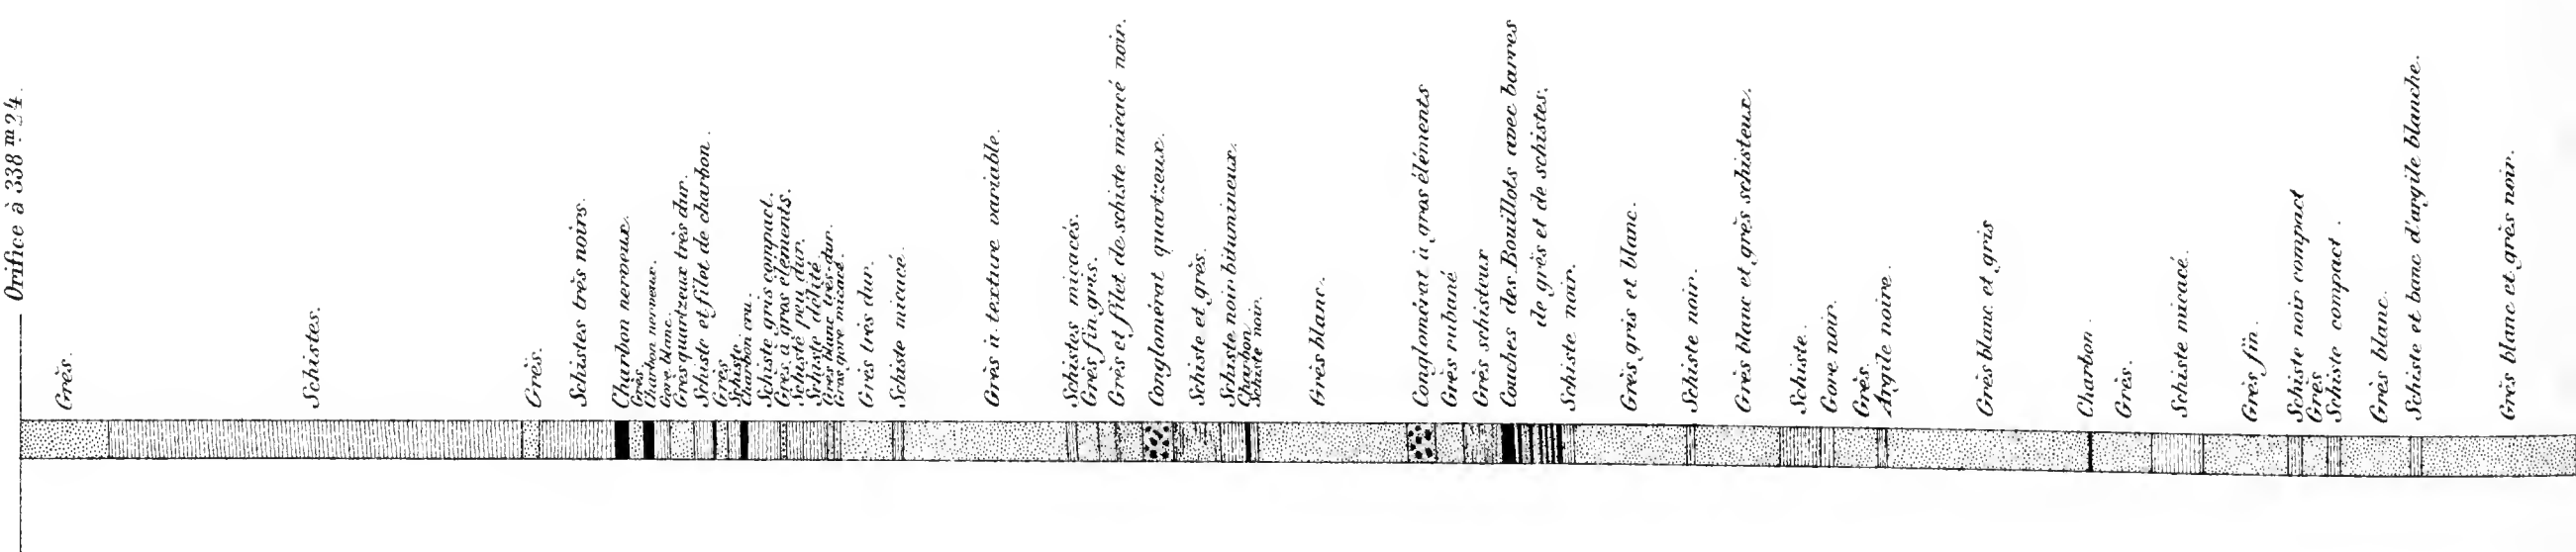 Orifice à 338 m 24.
Grès.
Schistes.
Grès.
Schistes très noirs.
Charbon nerveux.
Grès
Charbon nerveux.
Gore blanc.
Grès quartzeux très dur.
Schiste et filet de charbon.
Grès
Schiste
Charbon cru.
Schiste gris compact.
Grès à gros éléments.
Schiste peu dur.
Schiste délité
Grès blanc très-dur.
Gros gore micacé.
Grès très dur.
Schiste micacé.
Grès à texture variable.
Schistes micacés.
Grès fin gris.
Grès et filet de schiste micacé noir.
Conglomérat quartzeux.
Schiste et grès.
Schiste noir bitumineux.
Charbon.
Schiste noir.
Grès blanc.
Conglomérat à gros éléments
Grès rubané
Grès schisteux
Couches des Bouillots avec barres
de grès et de schistes.
Schiste noir.
Grès gris et blanc.
Schiste noir.
Grès blanc et grès schisteux.
Schiste.
Gore noir.
Grès.
Argile noire.
Grès blanc et gris
Charbon.
Grès.
Schiste micacé.
Grès fin.
Schiste noir compact
Grès
Schiste compact.
Grès blanc.
Schiste et banc d'argile blanche.
Grès blanc et grès noir.